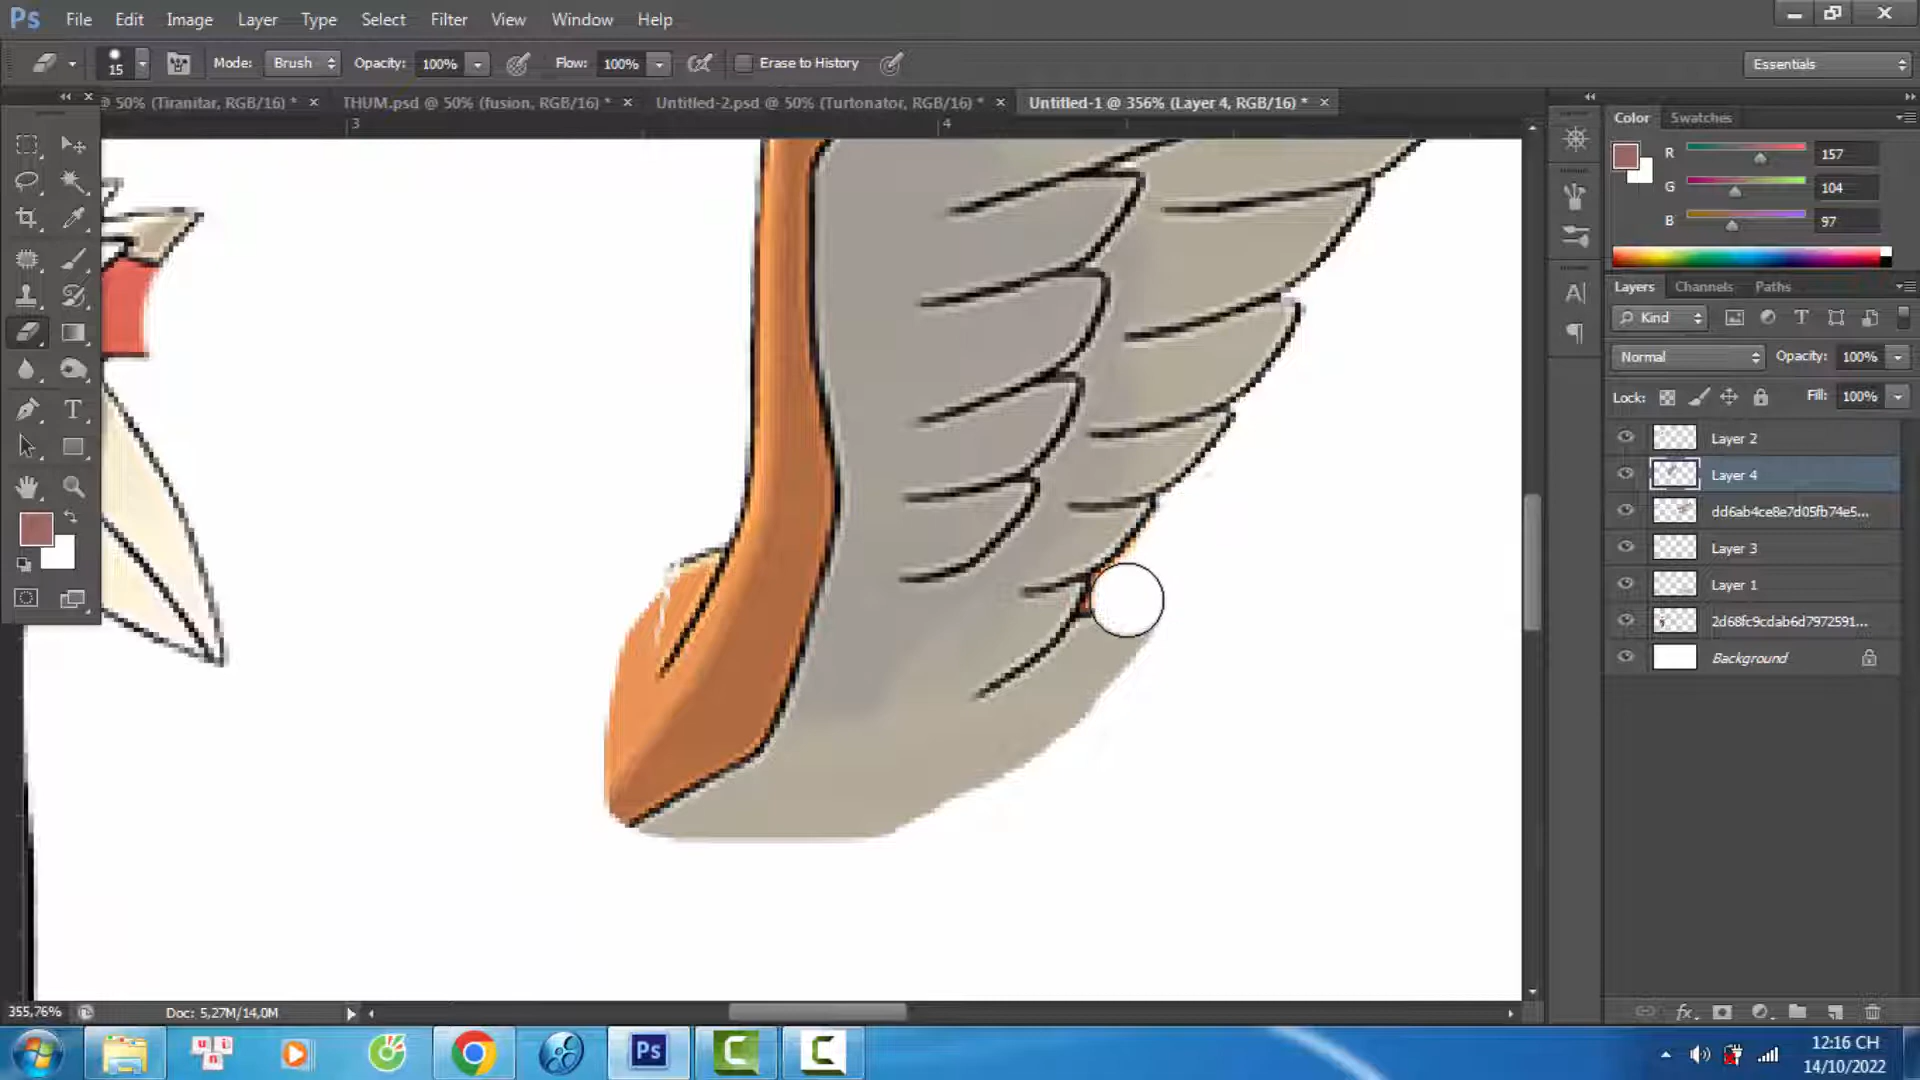 Ps File Edit Image Layer Type Select Filter View Window Help
15 Mode: Brush Opacity: 100% Flow: 100% Erase to History Essentials
@ 50% (Tiranitar, RGB/16) * × THUM.psd @ 50% (fusion, RGB/16) * × Untitled-2.psd @ 50% (Turtonator, RGB/16) * × Untitled-1 @ 356% (Layer 4, RGB/16) * ×
3 4
Color Swatches
R 157
G 104
B 97
Layers Channels Paths
Kind
Normal Opacity: 100%
Lock: Fill: 100%
Layer 2
Layer 4
dd6ab4ce8e7d05fb74e5...
Layer 3
Layer 1
2d68fc9cdab6d7972591...
Background
355,76% Doc: 5,27M/14,0M
Ps
12:16 CH
14/10/2022